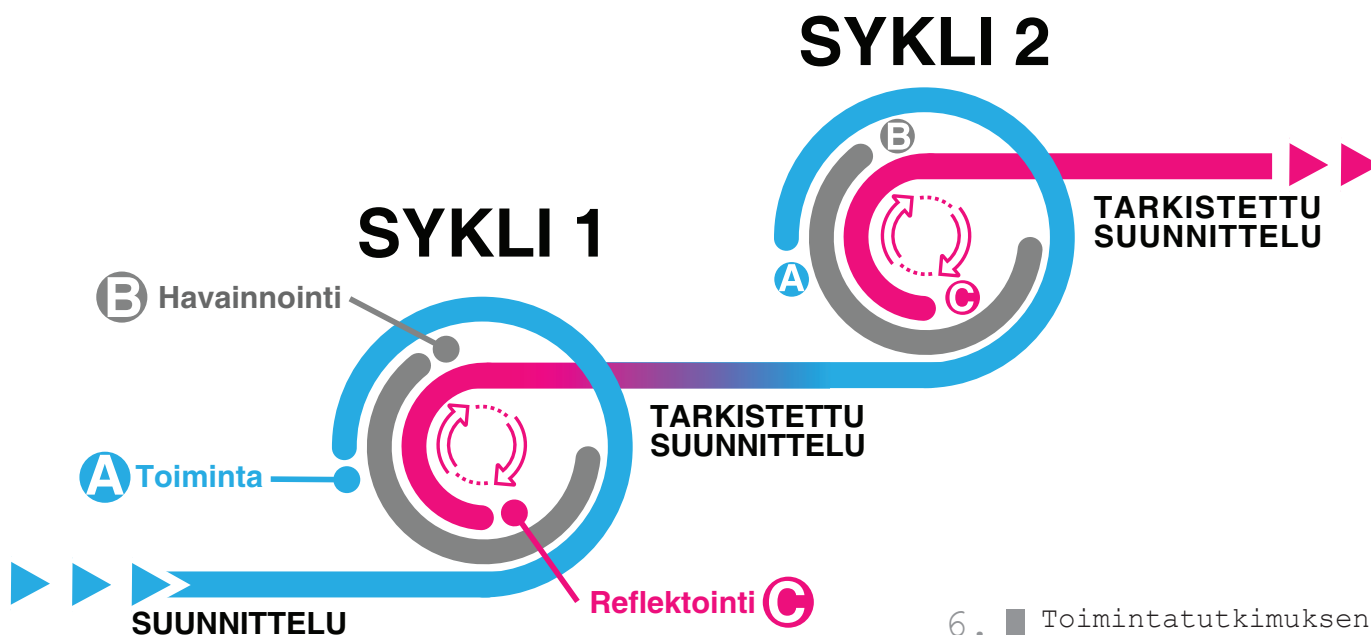 SYKLI 2
B
A
C
TARKISTETTU
SUUNNITTELU
SYKLI 1
B Havainnointi
A Toiminta
TARKISTETTU
SUUNNITTELU
Reflektointi C
SUUNNITTELU
6. Toimintatutkimuksen